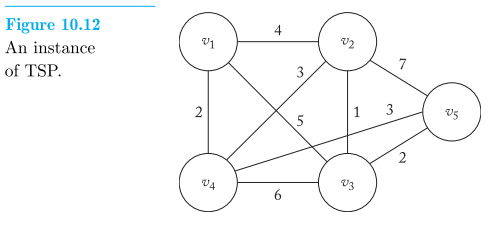 Figure 10.12
An instance
of TSP.
v1
4
v2
3
7
2
5
1
3
v5
v4
6
v3
2